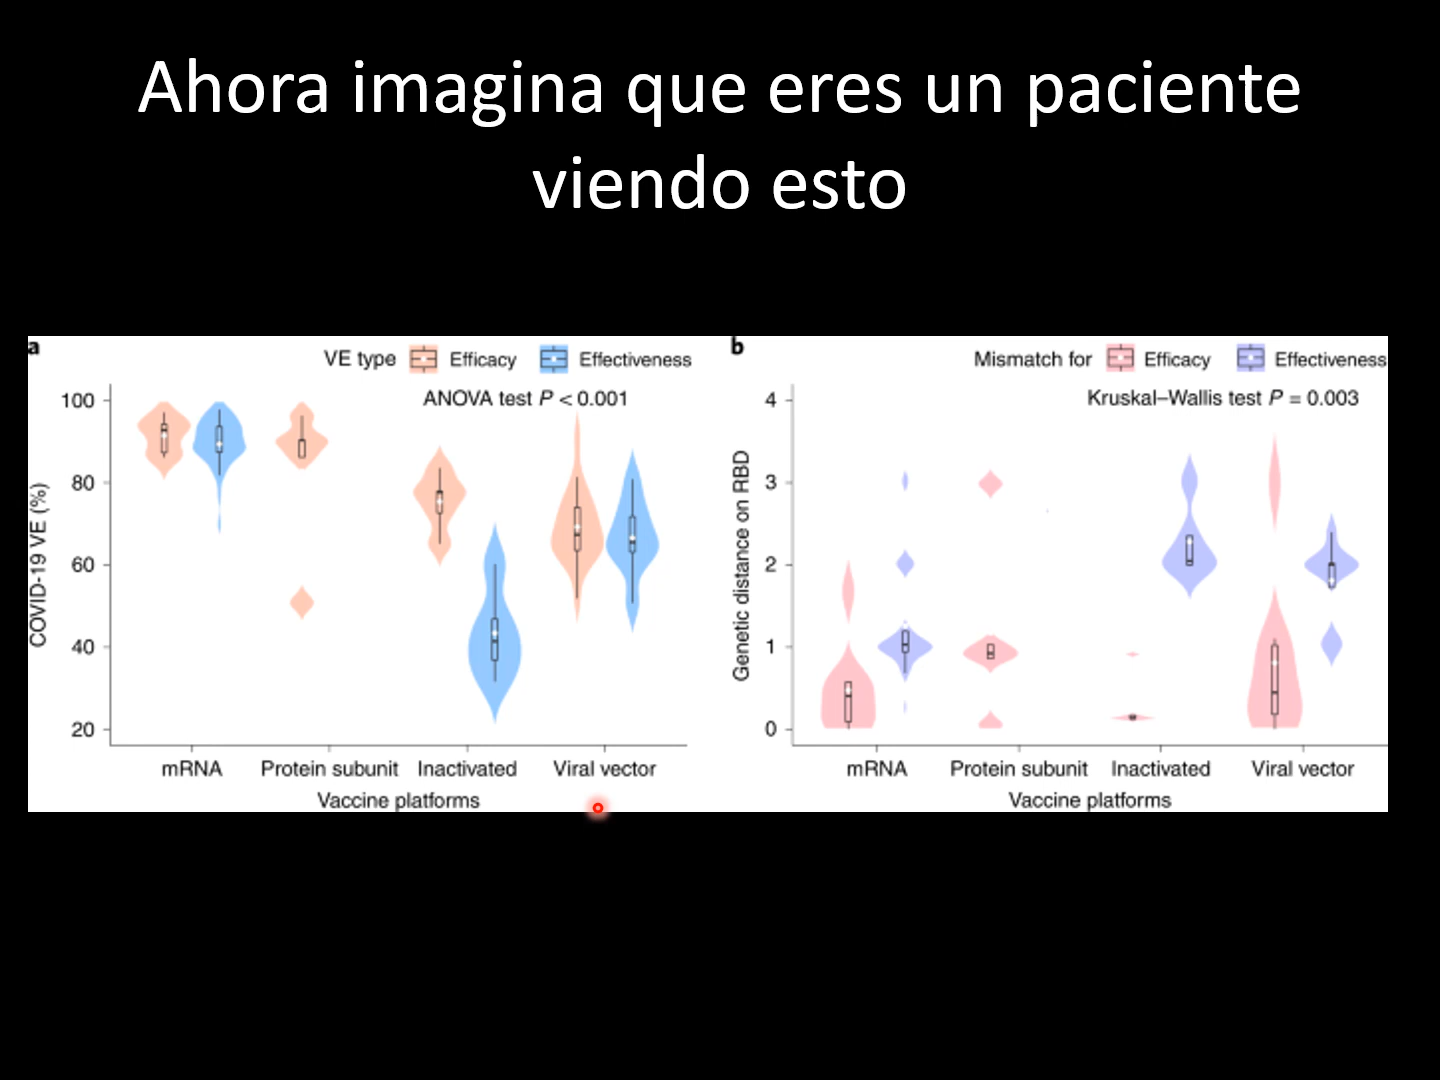 Ahora imagina que eres un paciente
viendo esto
a
VE type Efficacy Effectiveness
ANOVA test P < 0.001
COVID-19 VE (%)
100
80
60
40
20
mRNA Protein subunit Inactivated Viral vector
Vaccine platforms
b
Mismatch for Efficacy Effectiveness
Kruskal–Wallis test P = 0.003
Genetic distance on RBD
4
3
2
1
0
mRNA Protein subunit Inactivated Viral vector
Vaccine platforms